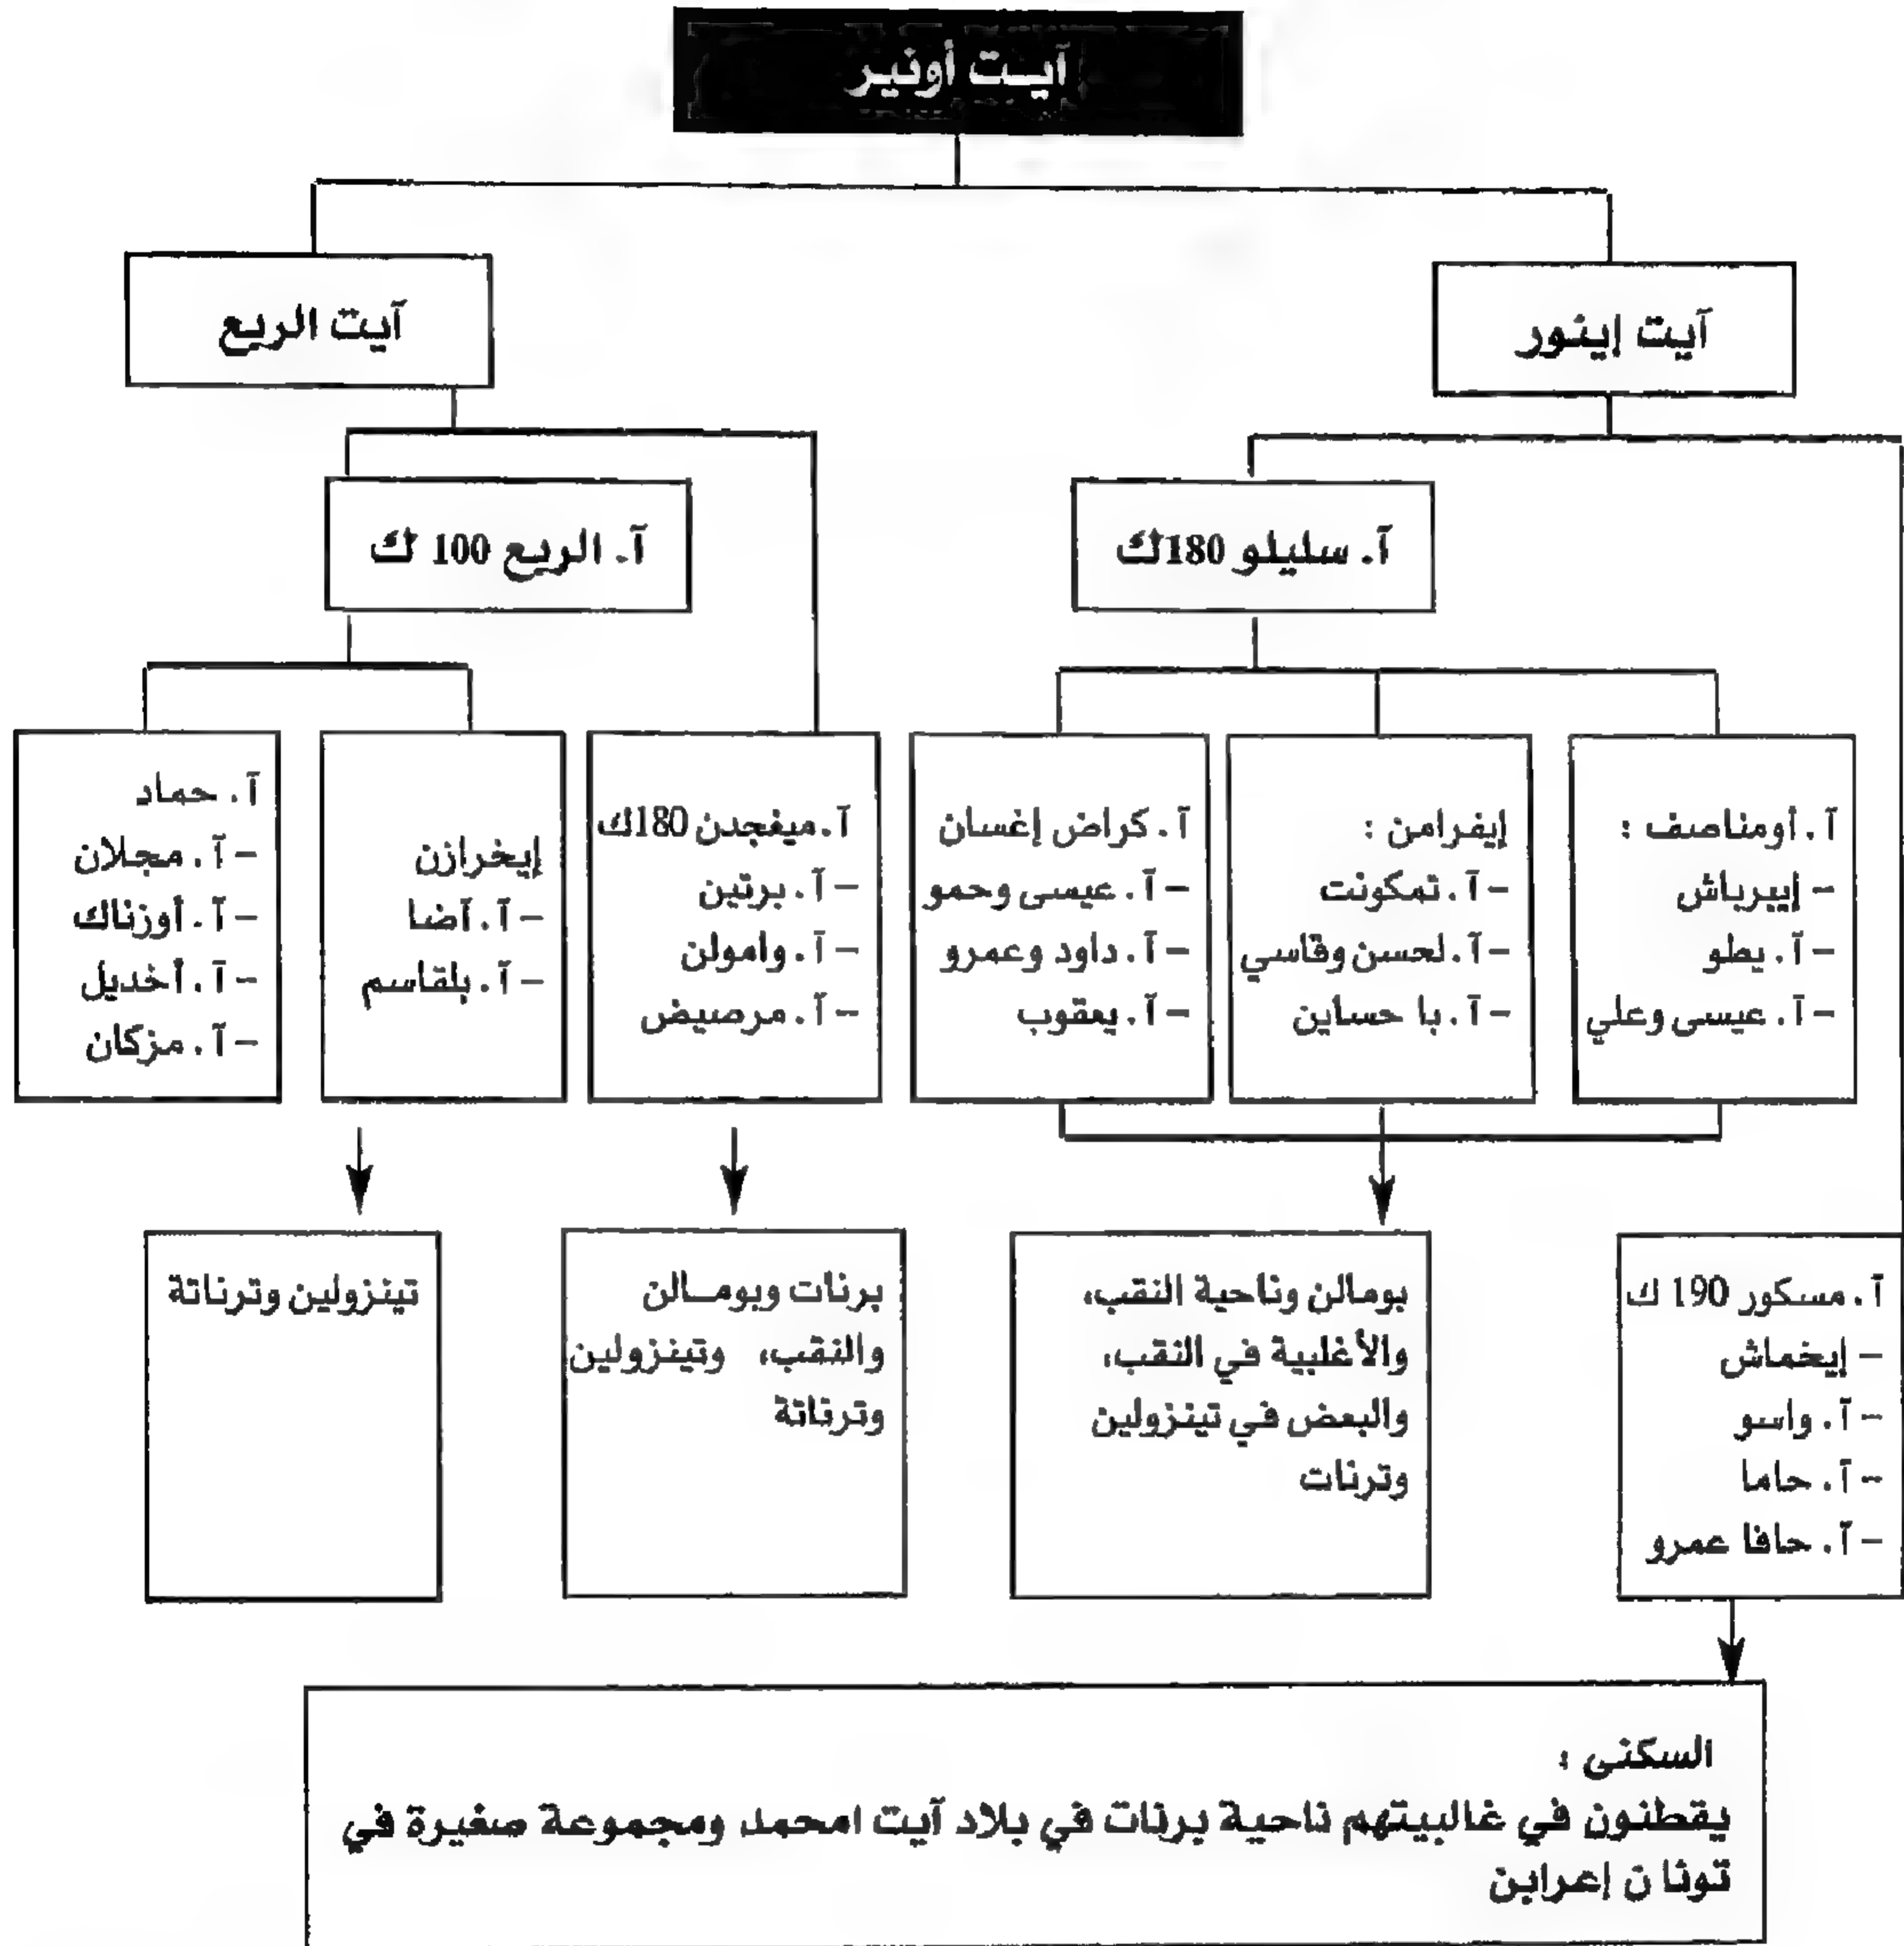 آيت أونير
آيت إينور
آيت الربع
آ. سليلو 180ك
آ. الربع 100 ك
آ. أومناصف :
– إيبرباش
– آ. يطو
– آ. عيسى وعلي
إيفرامن :
– آ. تمكونت
– آ. لحسن وقاسي
– آ. با حساين
آ. كراض إغسان
– آ. عيسى وحمو
– آ. داود وعمرو
– آ. يعقوب
آ. ميغجدن 180ك
– آ. برتين
– آ. وامولن
– آ. مرصيض
إيخرازن
– آ. آضا
– آ. بلقاسم
آ. حماد
– آ. مجلان
– آ. أوزناك
– آ. أخديل
– آ. مزكان
آ. مسكور 190 ك
– إيخماش
– آ. واسو
– آ. حاما
– آ. حافا عمرو
بومالن وناحية النقب،
والأغلبية في النقب،
والبعض في تينزولين
وترنات
برنات وبومالن
والنقب، وتينزولين
وترناتة
تينزولين وترناتة
السكنى :
يقطنون في غالبيتهم ناحية برنات في بلاد آيت امحمد ومجموعة صغيرة في
تونا ن إعرابن